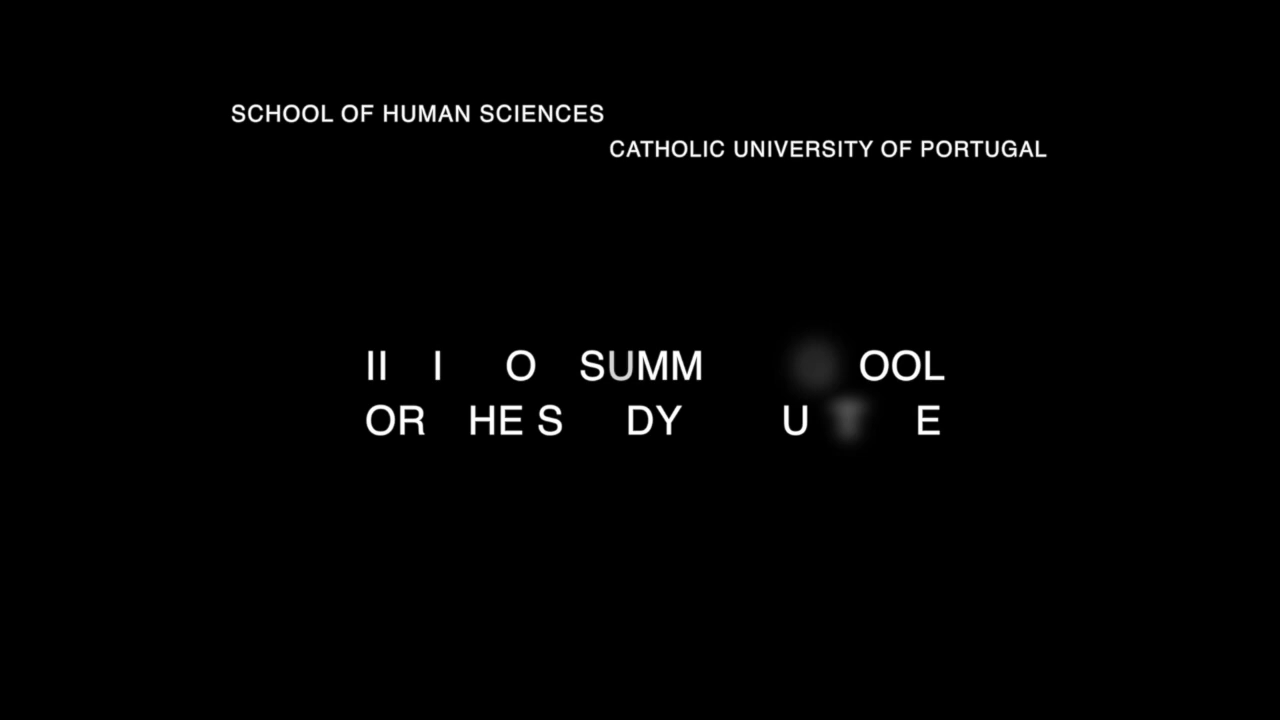 SCHOOL OF HUMAN SCIENCES
CATHOLIC UNIVERSITY OF PORTUGAL
II I O SUMM OOL
OR HE S DY U T E